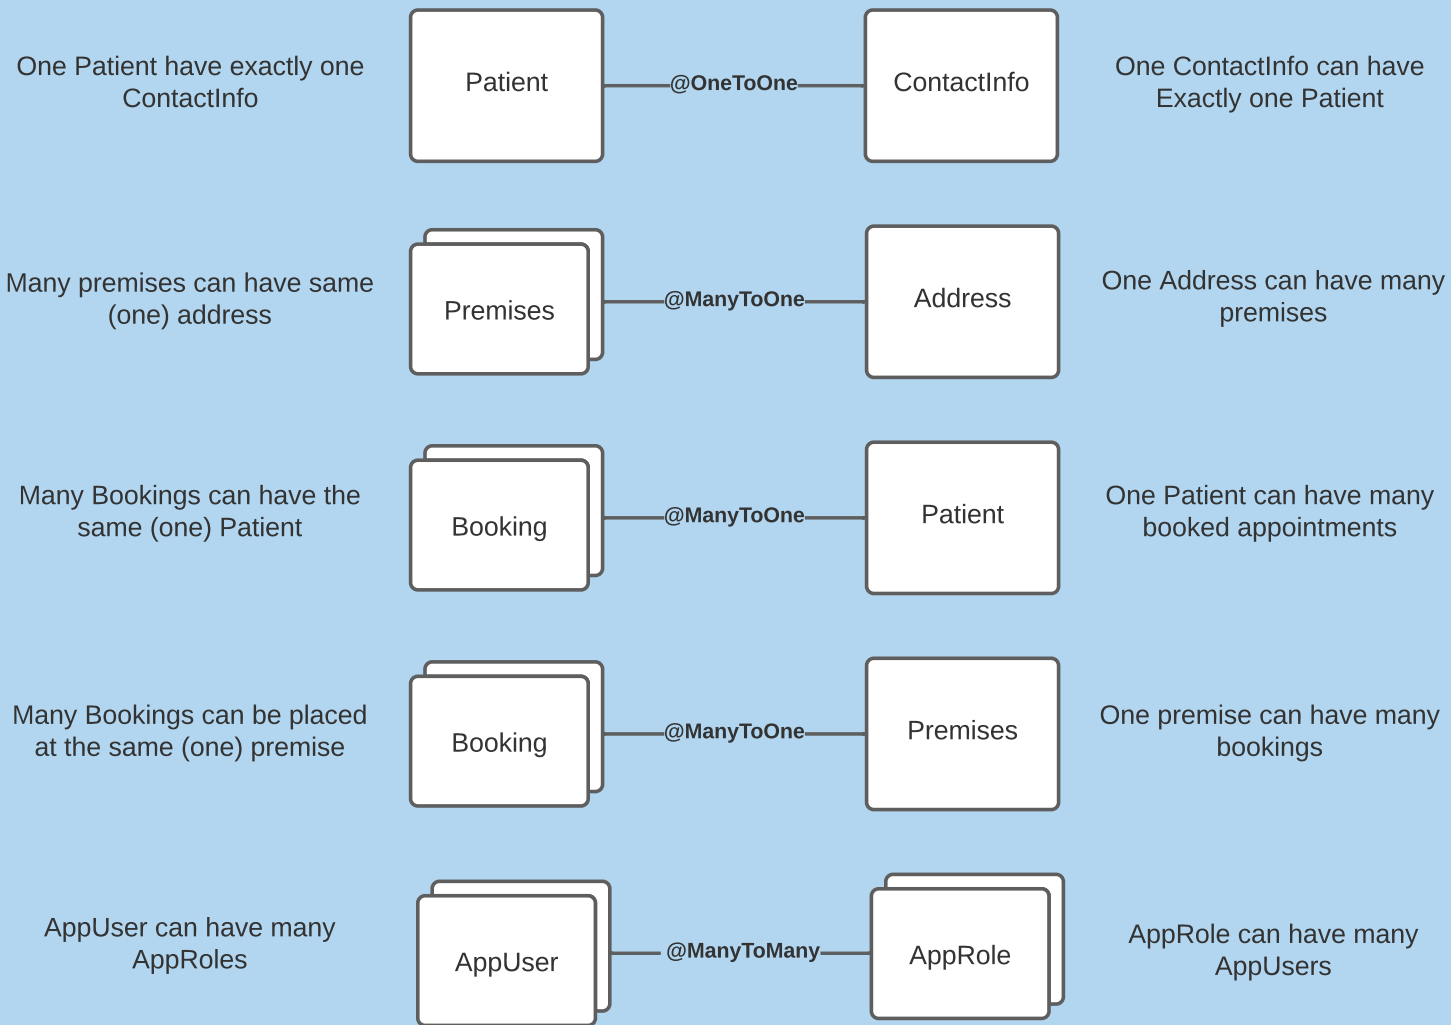 One Patient have exactly one
ContactInfo
Patient
@OneToOne
ContactInfo
One ContactInfo can have
Exactly one Patient
Many premises can have same
(one) address
Premises
@ManyToOne
Address
One Address can have many
premises
Many Bookings can have the
same (one) Patient
Booking
@ManyToOne
Patient
One Patient can have many
booked appointments
Many Bookings can be placed
at the same (one) premise
Booking
@ManyToOne
Premises
One premise can have many
bookings
AppUser can have many
AppRoles
AppUser
@ManyToMany
AppRole
AppRole can have many
AppUsers